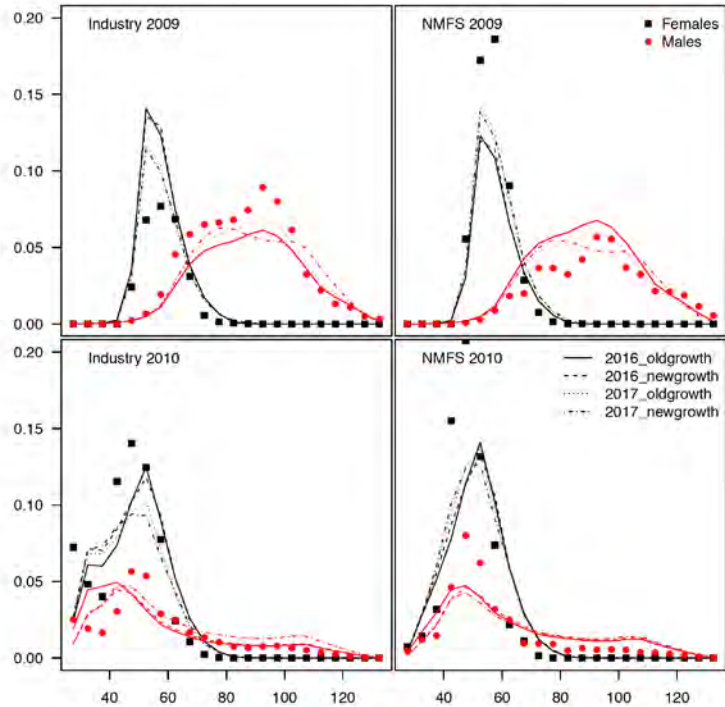 Industry 2009
NMFS 2009
Females
Males
0.20
0.15
0.10
0.05
0.00
Industry 2010
NMFS 2010
2016_oldgrowth
2016_newgrowth
2017_oldgrowth
2017_newgrowth
0.20
0.15
0.10
0.05
0.00
40 60 80 100 120
40 60 80 100 120